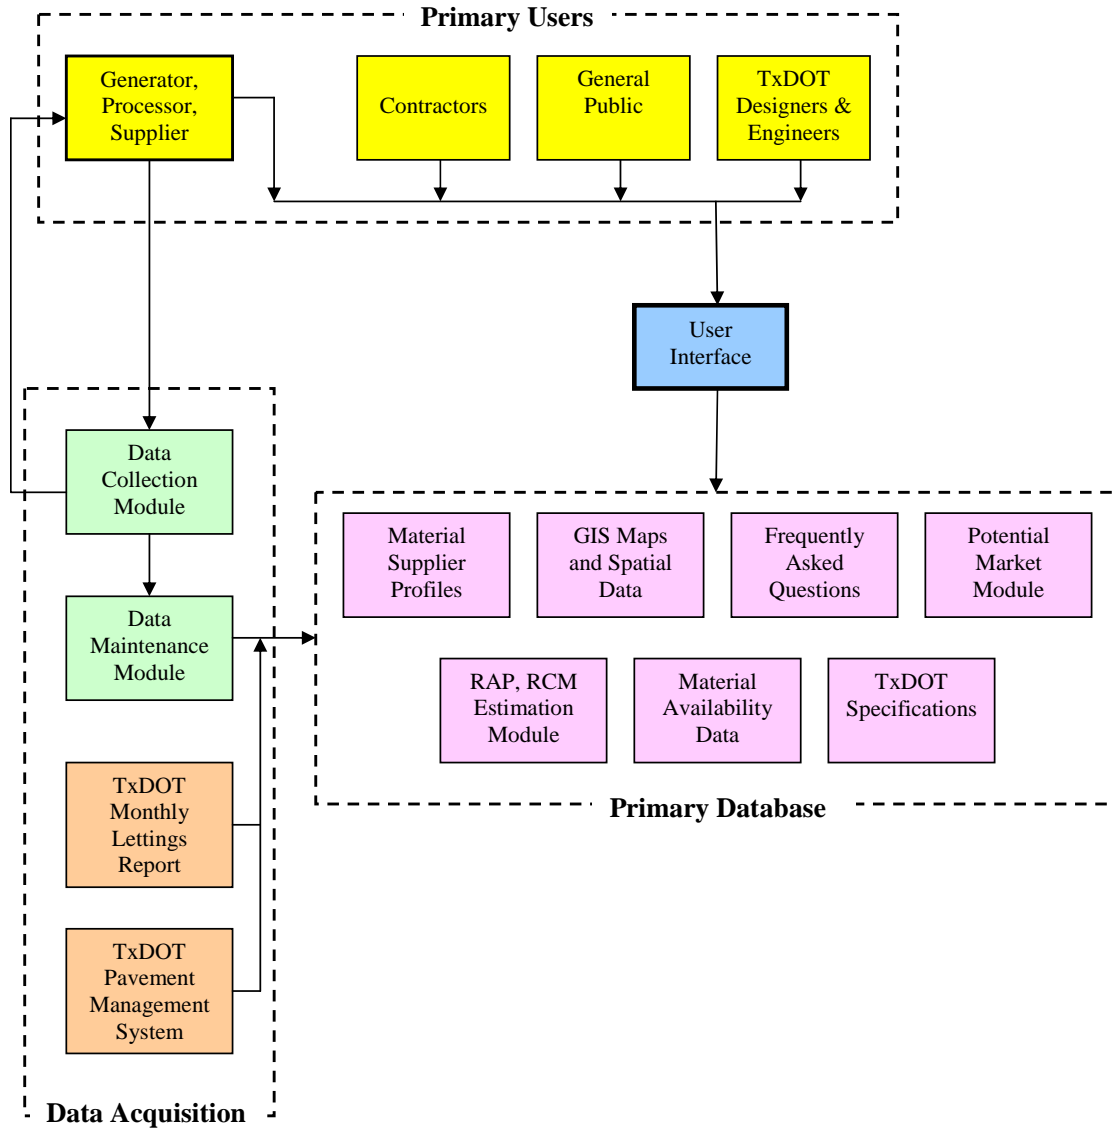 Primary Users
Generator,
Processor,
Supplier
Contractors
General
Public
TxDOT
Designers &
Engineers
User
Interface
Data
Collection
Module
Data
Maintenance
Module
TxDOT
Monthly
Lettings
Report
TxDOT
Pavement
Management
System
Data Acquisition
Material
Supplier
Profiles
GIS Maps
and Spatial
Data
Frequently
Asked
Questions
Potential
Market
Module
RAP, RCM
Estimation
Module
Material
Availability
Data
TxDOT
Specifications
Primary Database